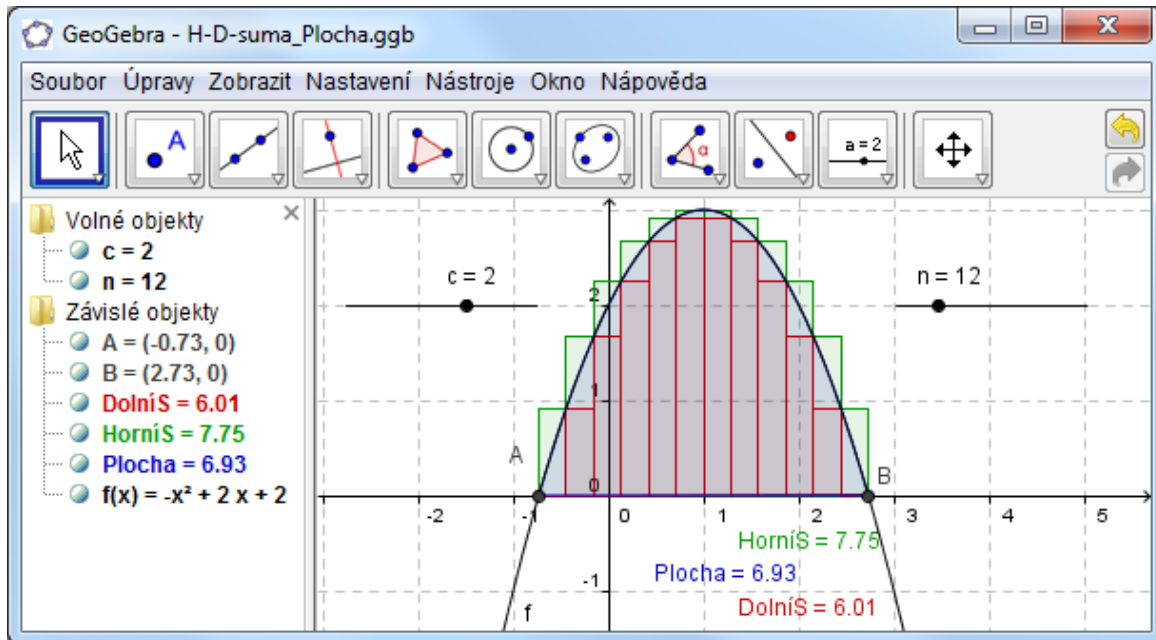 GeoGebra - H-D-suma_Plocha.ggb
Soubor Úpravy Zobrazit Nastavení Nástroje Okno Nápověda
A
α
a = 2
Volné objekty
c = 2
n = 12
Závislé objekty
A = (-0.73, 0)
B = (2.73, 0)
DolníS = 6.01
HorníS = 7.75
Plocha = 6.93
f(x) = -x² + 2 x + 2
c = 2
n = 12
2
1
A
B
0
-2 -1 0 1 2 3 4 5
HorníS = 7.75
Plocha = 6.93
-1
DolníS = 6.01
f